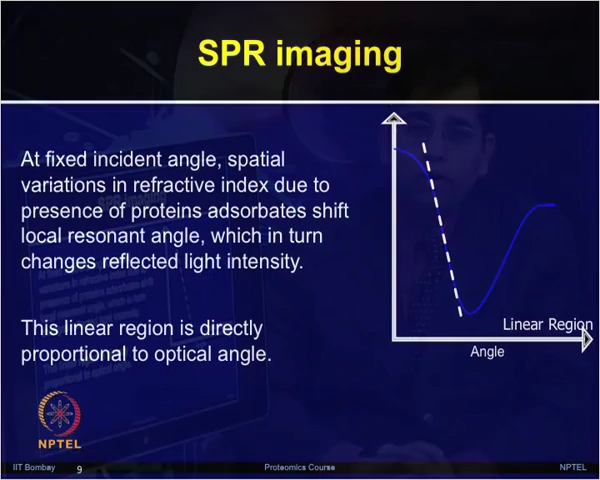 SPR imaging
At fixed incident angle, spatial
variations in refractive index due to
presence of proteins adsorbates shift
local resonant angle, which in turn
changes reflected light intensity.
This linear region is directly
proportional to optical angle.
Linear Region
Angle
NPTEL
IIT Bombay
9
Proteomics Course
NPTEL